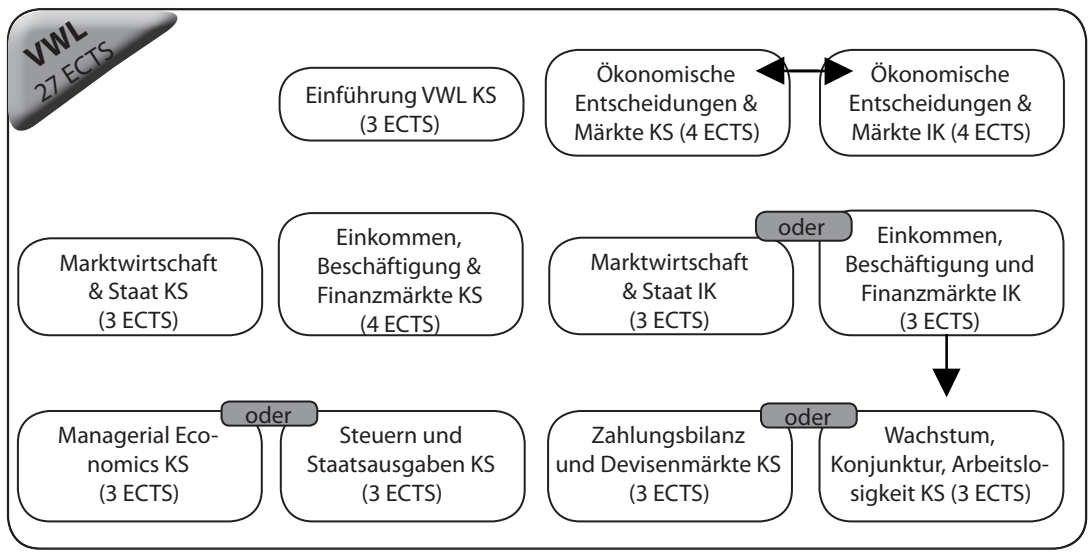 VWL
27 ECTS
Einführung VWL KS
(3 ECTS)
Ökonomische
Entscheidungen &
Märkte KS (4 ECTS)
Ökonomische
Entscheidungen &
Märkte IK (4 ECTS)
Marktwirtschaft
& Staat KS
(3 ECTS)
Einkommen,
Beschäftigung &
Finanzmärkte KS
(4 ECTS)
Marktwirtschaft
& Staat IK
(3 ECTS)
oder
Einkommen,
Beschäftigung und
Finanzmärkte IK
(3 ECTS)
Managerial Eco-
nomics KS
(3 ECTS)
oder
Steuern und
Staatsausgaben KS
(3 ECTS)
Zahlungsbilanz
und Devisenmärkte KS
(3 ECTS)
oder
Wachstum,
Konjunktur, Arbeitslo-
sigkeit KS (3 ECTS)